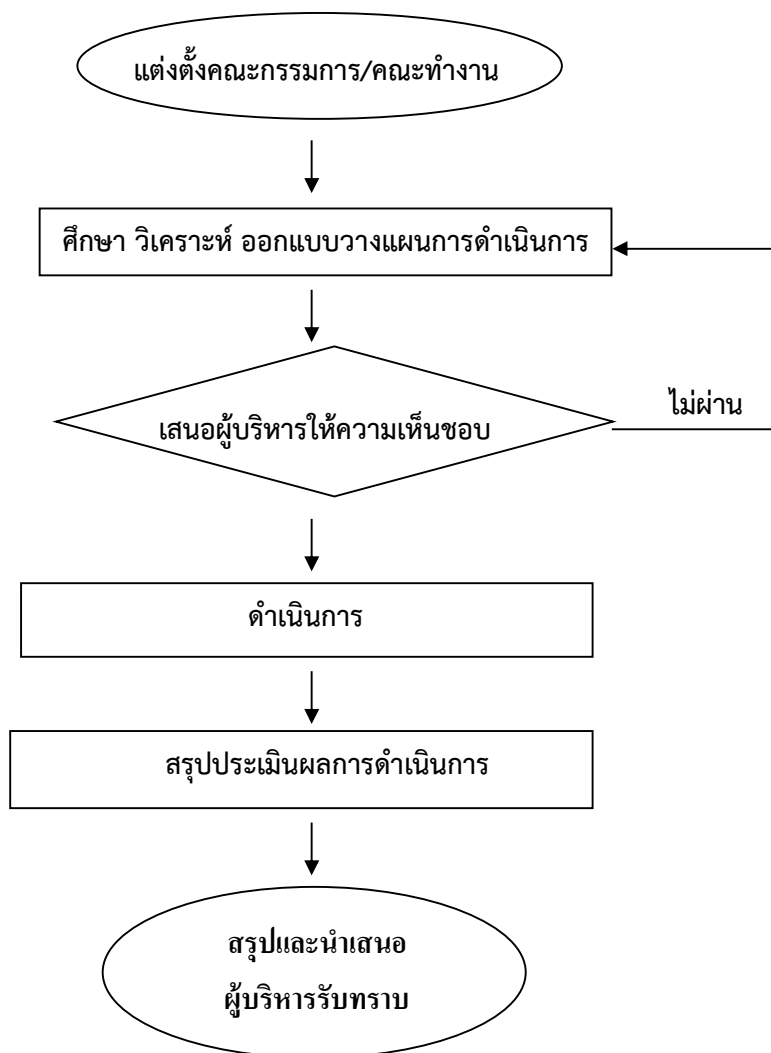 แต่งตั้งคณะกรรมการ/คณะทำงาน
ศึกษา วิเคราะห์ ออกแบบวางแผนการดำเนินการ
เสนอผู้บริหารให้ความเห็นชอบ
ไม่ผ่าน
ดำเนินการ
สรุปประเมินผลการดำเนินการ
สรุปและนำเสนอ
ผู้บริหารรับทราบ